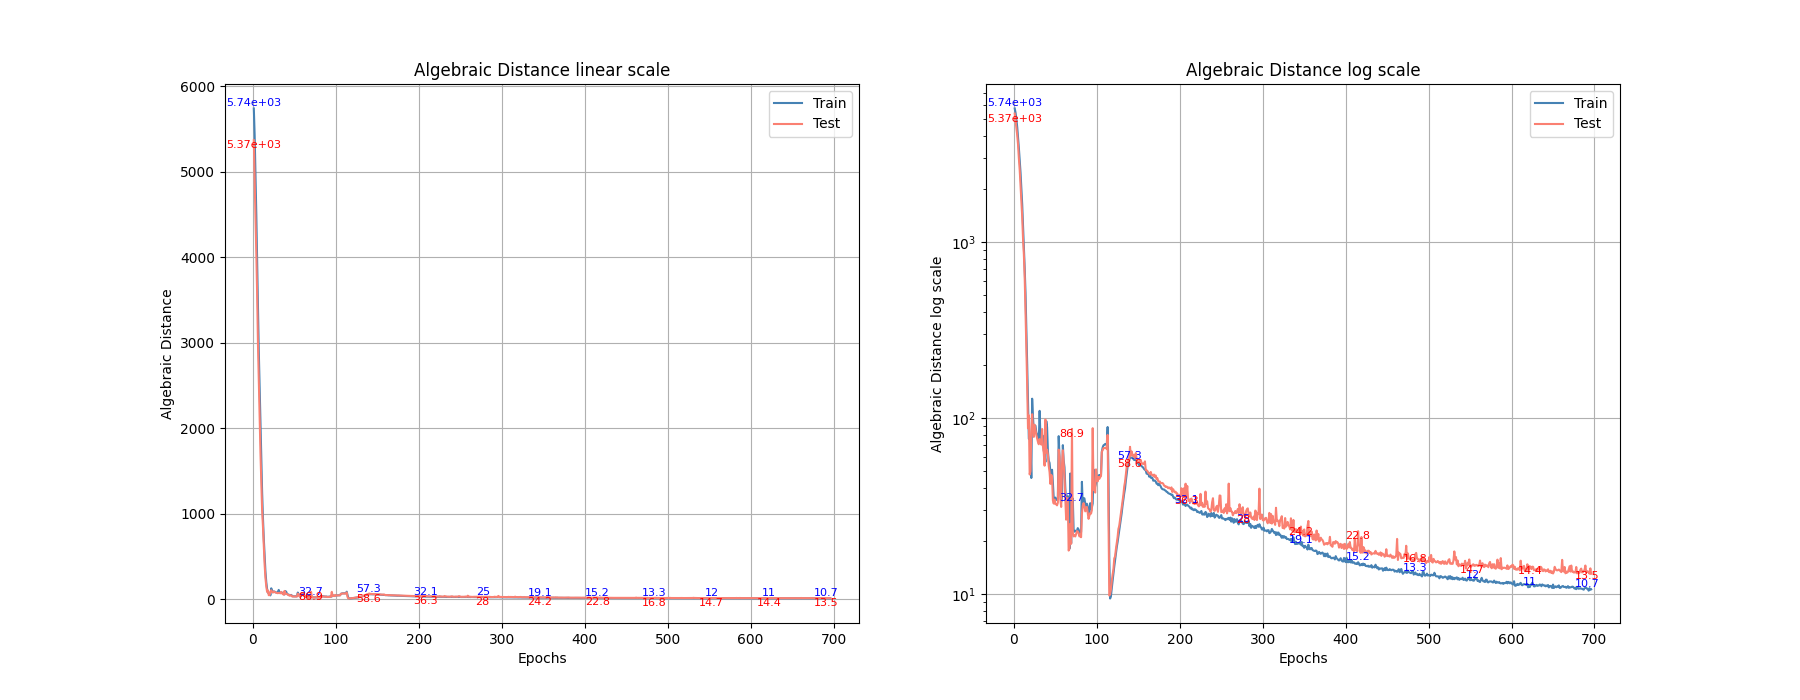 Algebraic Distance linear scale
Algebraic Distance
6000
5000
4000
3000
2000
1000
0
0 100 200 300 400 500 600 700
Epochs
Train
Test
5.74e+03
5.37e+03
32.7 57.3 32.1 25 19.1 15.2 13.3 12 11 10.7
86.9 58.6 36.3 28 24.2 22.8 16.8 14.7 14.4 13.5
Algebraic Distance log scale
Algebraic Distance log scale
10³
10²
10¹
0 100 200 300 400 500 600 700
Epochs
Train
Test
5.74e+03
5.37e+03
86.9
32.7
57.3
58.6
32.1
25
24.2
19.1
22.8
15.2
16.8
13.3
14.7
12
14.4
11
13.5
10.7